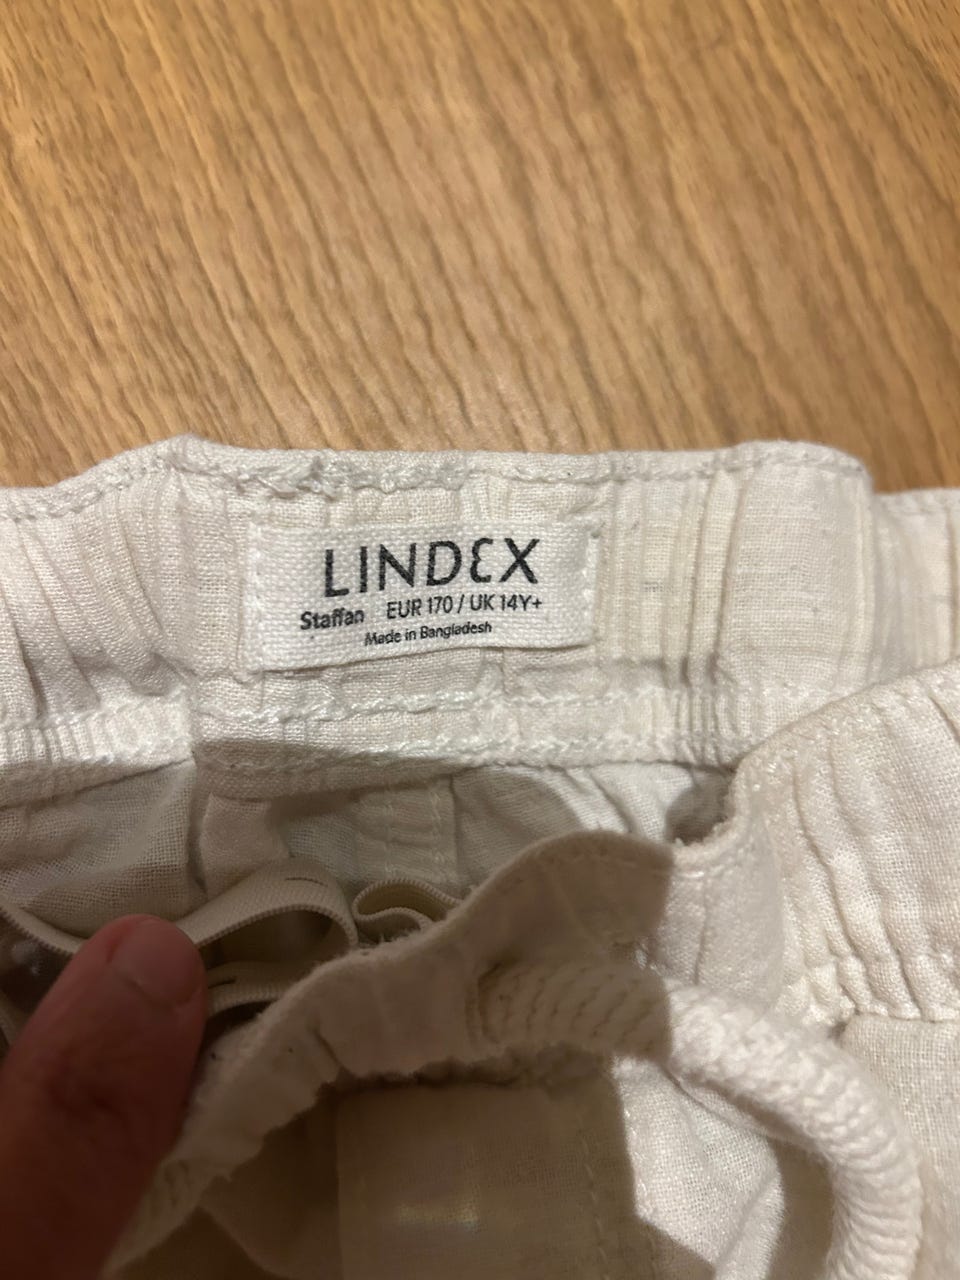 LINDEX
Staffan EUR 170 / UK 14Y+
Made in Bangladesh